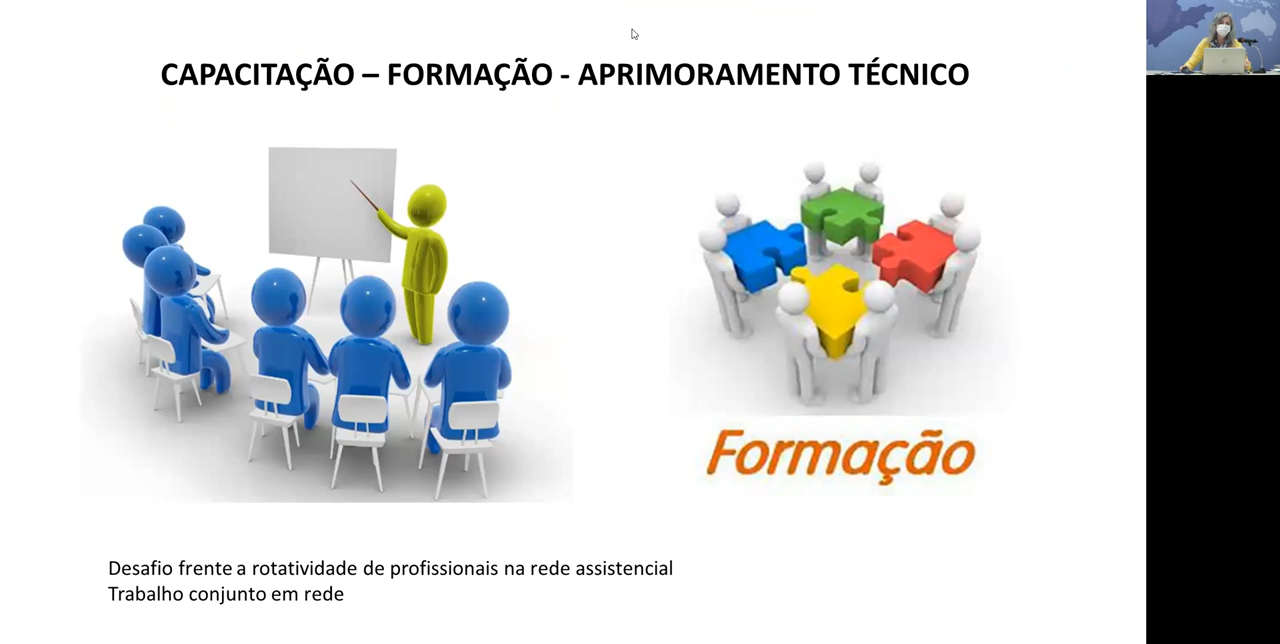 CAPACITAÇÃO – FORMAÇÃO - APRIMORAMENTO TÉCNICO
Formação
Desafio frente a rotatividade de profissionais na rede assistencial
Trabalho conjunto em rede